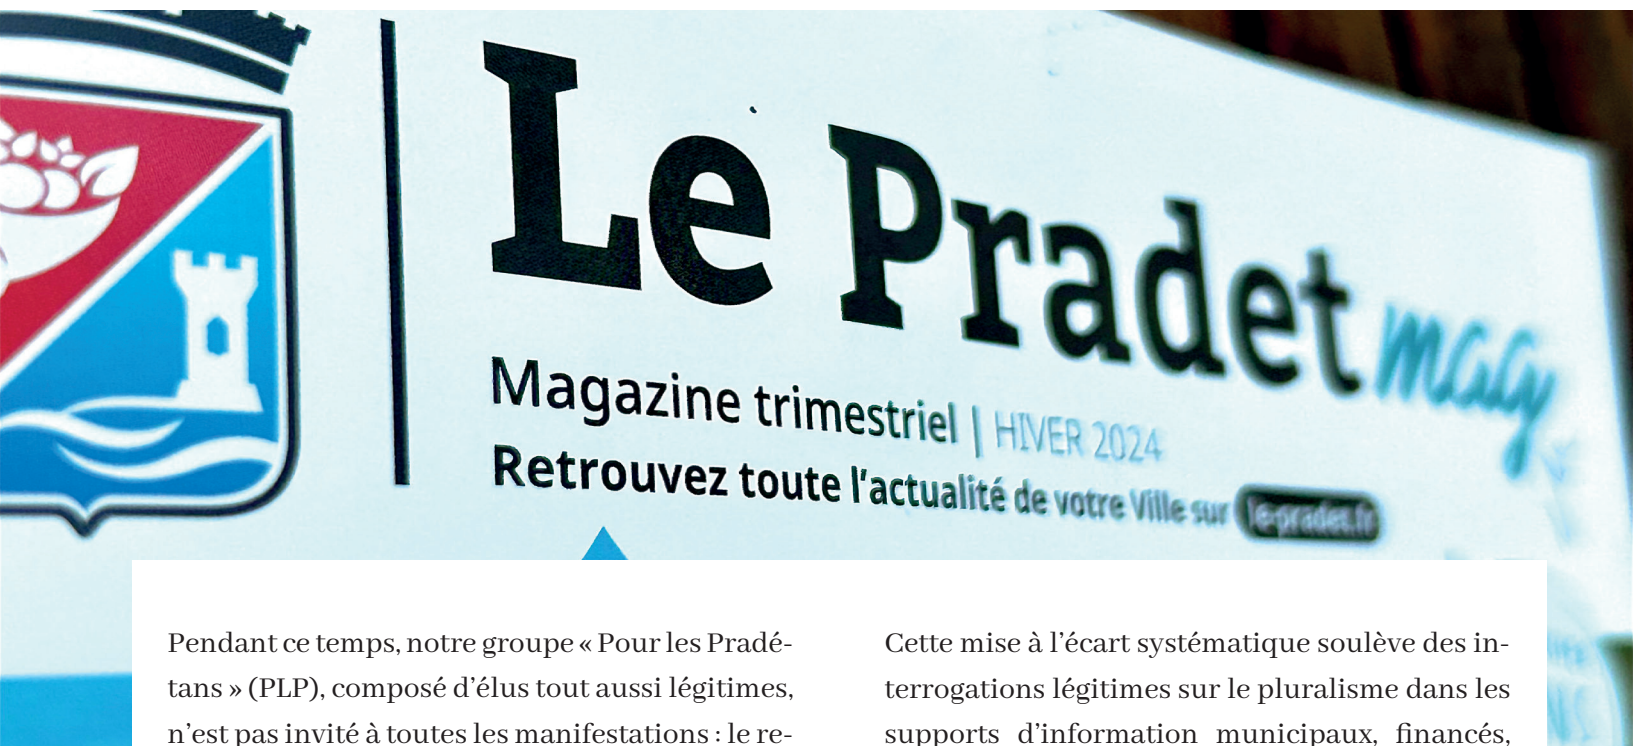 Le Pradet mag
Magazine trimestriel | HIVER 2024
Retrouvez toute l'actualité de votre Ville sur le-pradet.fr
Pendant ce temps, notre groupe « Pour les Pradé-
tans » (PLP), composé d'élus tout aussi légitimes,
n'est pas invité à toutes les manifestations : le re-
Cette mise à l'écart systématique soulève des in-
terrogations légitimes sur le pluralisme dans les
supports d'information municipaux, financés,